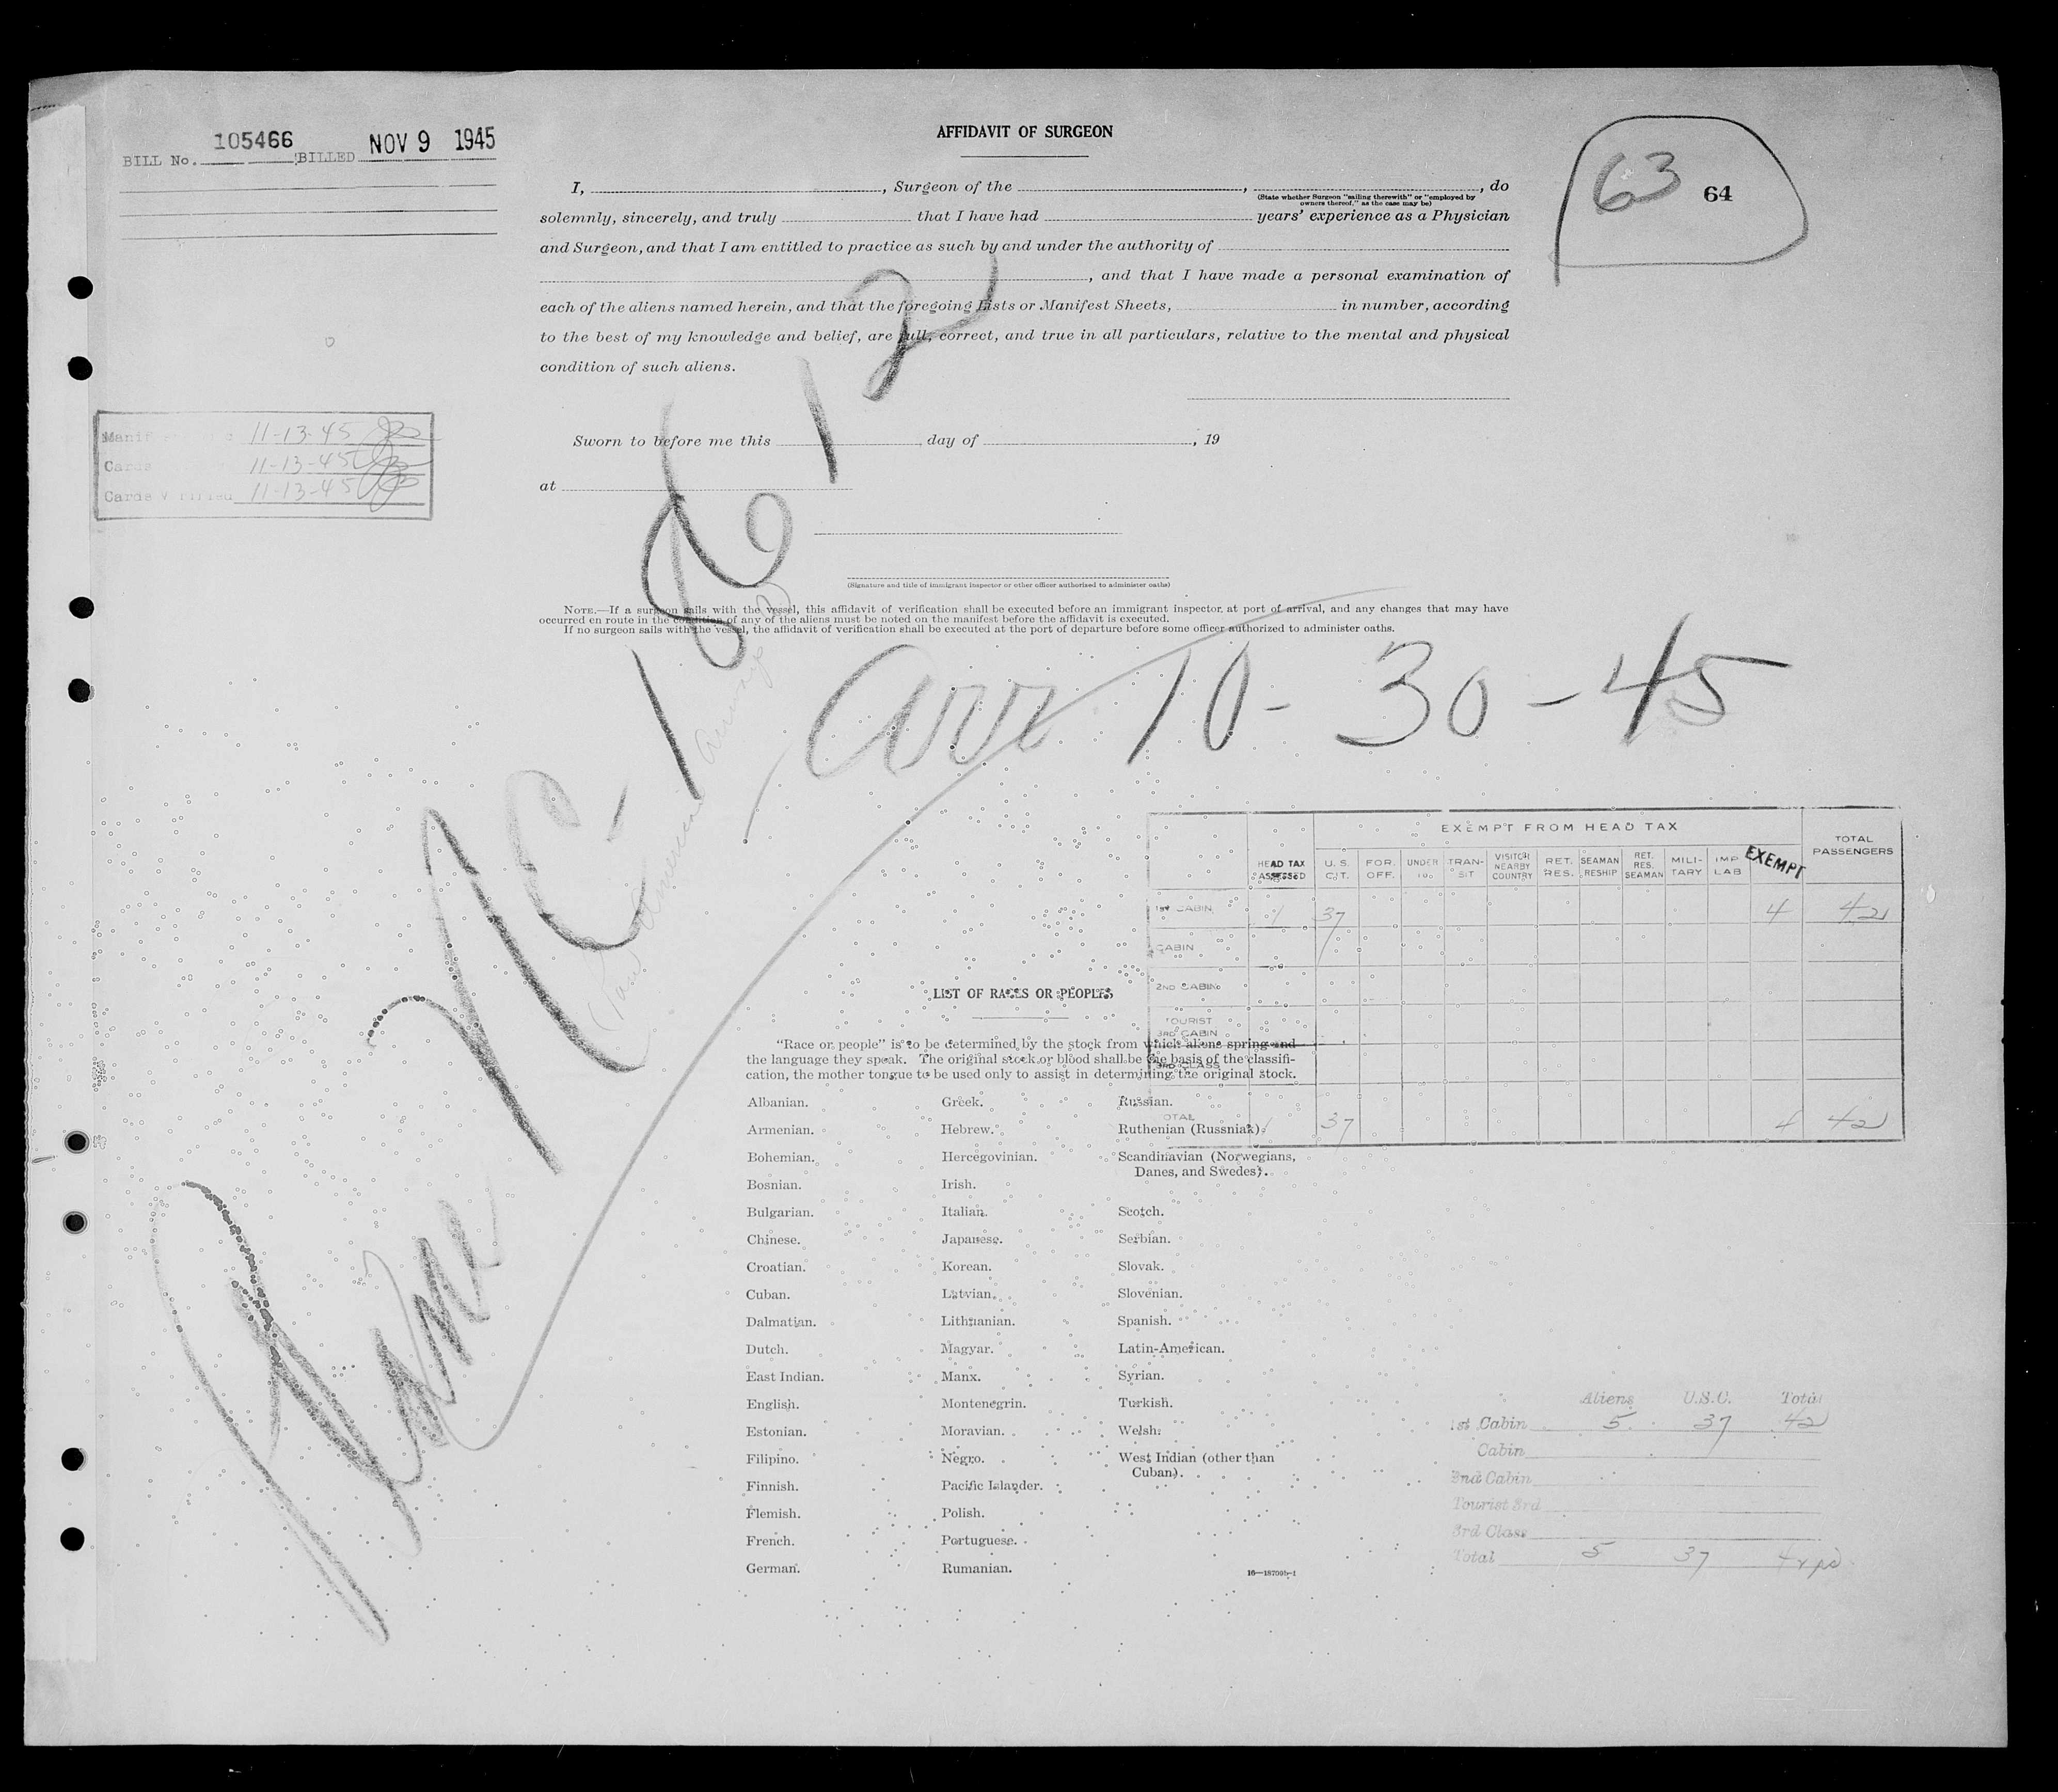 BILL No. 105466 BILLED NOV 9 1945
AFFIDAVIT OF SURGEON
63 64
I, , Surgeon of the , , do
(State whether Surgeon "sailing therewith" or "employed by
owners thereof," as the case may be)
solemnly, sincerely, and truly that I have had years' experience as a Physician
and Surgeon, and that I am entitled to practice as such by and under the authority of
, and that I have made a personal examination of
each of the aliens named herein, and that the foregoing Lists or Manifest Sheets, in number, according
to the best of my knowledge and belief, are full, correct, and true in all particulars, relative to the mental and physical
condition of such aliens.
11-13-45
Cards 11-13-45
Cards Verified 11-13-45
Sworn to before me this day of , 19
at
(Signature and title of immigrant inspector or other officer authorized to administer oaths)
NOTE.—If a surgeon sails with the vessel, this affidavit of verification shall be executed before an immigrant inspector at port of arrival, and any changes that may have
occurred en route in the condition of any of the aliens must be noted on the manifest before the affidavit is executed.
If no surgeon sails with the vessel, the affidavit of verification shall be executed at the port of departure before some officer authorized to administer oaths.
Plane NC-18612
Pan American Airways
arr 10-30-45
EXEMPT FROM HEAD TAX
HEAD TAX ASSESSED U.S. CIT. FOR. OFF. UNDER 16 TRAN-SIT VISITOR NEARBY COUNTRY RET. RES. SEAMAN RESHIP RET. RES. SEAMAN MILI-TARY IMP LAB EXEMPT TOTAL PASSENGERS
1ST CABIN 1 37 4 42
CABIN
2ND CABIN
TOURIST
3RD CABIN
3RD CLASS
TOTAL 1 37 4 42
LIST OF RACES OR PEOPLES
"Race or people" is to be determined by the stock from which aliens spring and
the language they speak. The original stock or blood shall be the basis of the classifi-
cation, the mother tongue to be used only to assist in determining the original stock.
Albanian.
Armenian.
Bohemian.
Bosnian.
Bulgarian.
Chinese.
Croatian.
Cuban.
Dalmatian.
Dutch.
East Indian.
English.
Estonian.
Filipino.
Finnish.
Flemish.
French.
German.
Greek.
Hebrew.
Hercegovinian.
Irish.
Italian.
Japanese.
Korean.
Latvian.
Lithuanian.
Magyar.
Manx.
Montenegrin.
Moravian.
Negro.
Pacific Islander.
Polish.
Portuguese.
Rumanian.
Russian.
Ruthenian (Russniak).
Scandinavian (Norwegians,
Danes, and Swedes).
Scotch.
Serbian.
Slovak.
Slovenian.
Spanish.
Latin-American.
Syrian.
Turkish.
Welsh.
West Indian (other than
Cuban).
16—18709b-1
Aliens U.S.C. Total
1st Cabin 5 37 42
Cabin
2nd Cabin
Tourist 3rd
3rd Class
Total 5 37 42